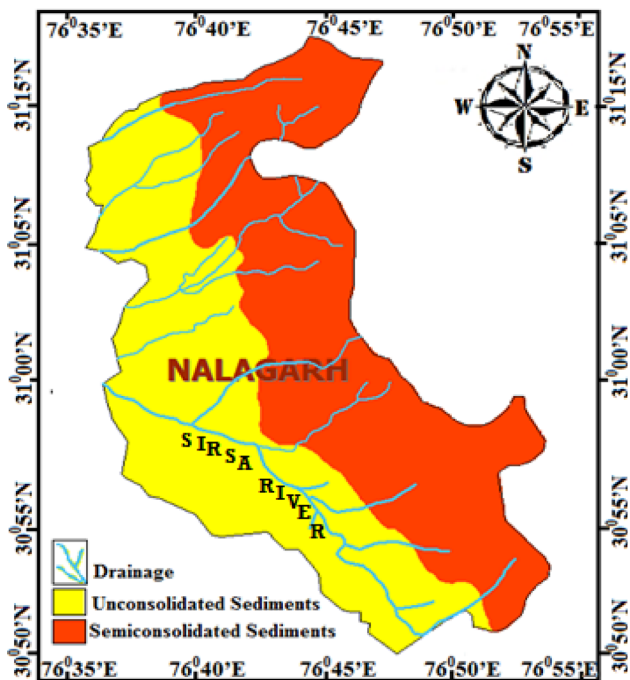 76⁰35’E 76⁰40’E 76⁰45’E 76⁰50’E 76⁰55’E
N
W E
S
31⁰15’N 31⁰15’N
31⁰05’N 31⁰05’N
31⁰00’N 31⁰00’N
NALAGARH
SIRSA RIVER
30⁰55’N 30⁰55’N
Drainage
Unconsolidated Sediments
Semiconsolidated Sediments
30⁰50’N 30⁰50’N
76⁰35’E 76⁰40’E 76⁰45’E 76⁰50’E 76⁰55’E